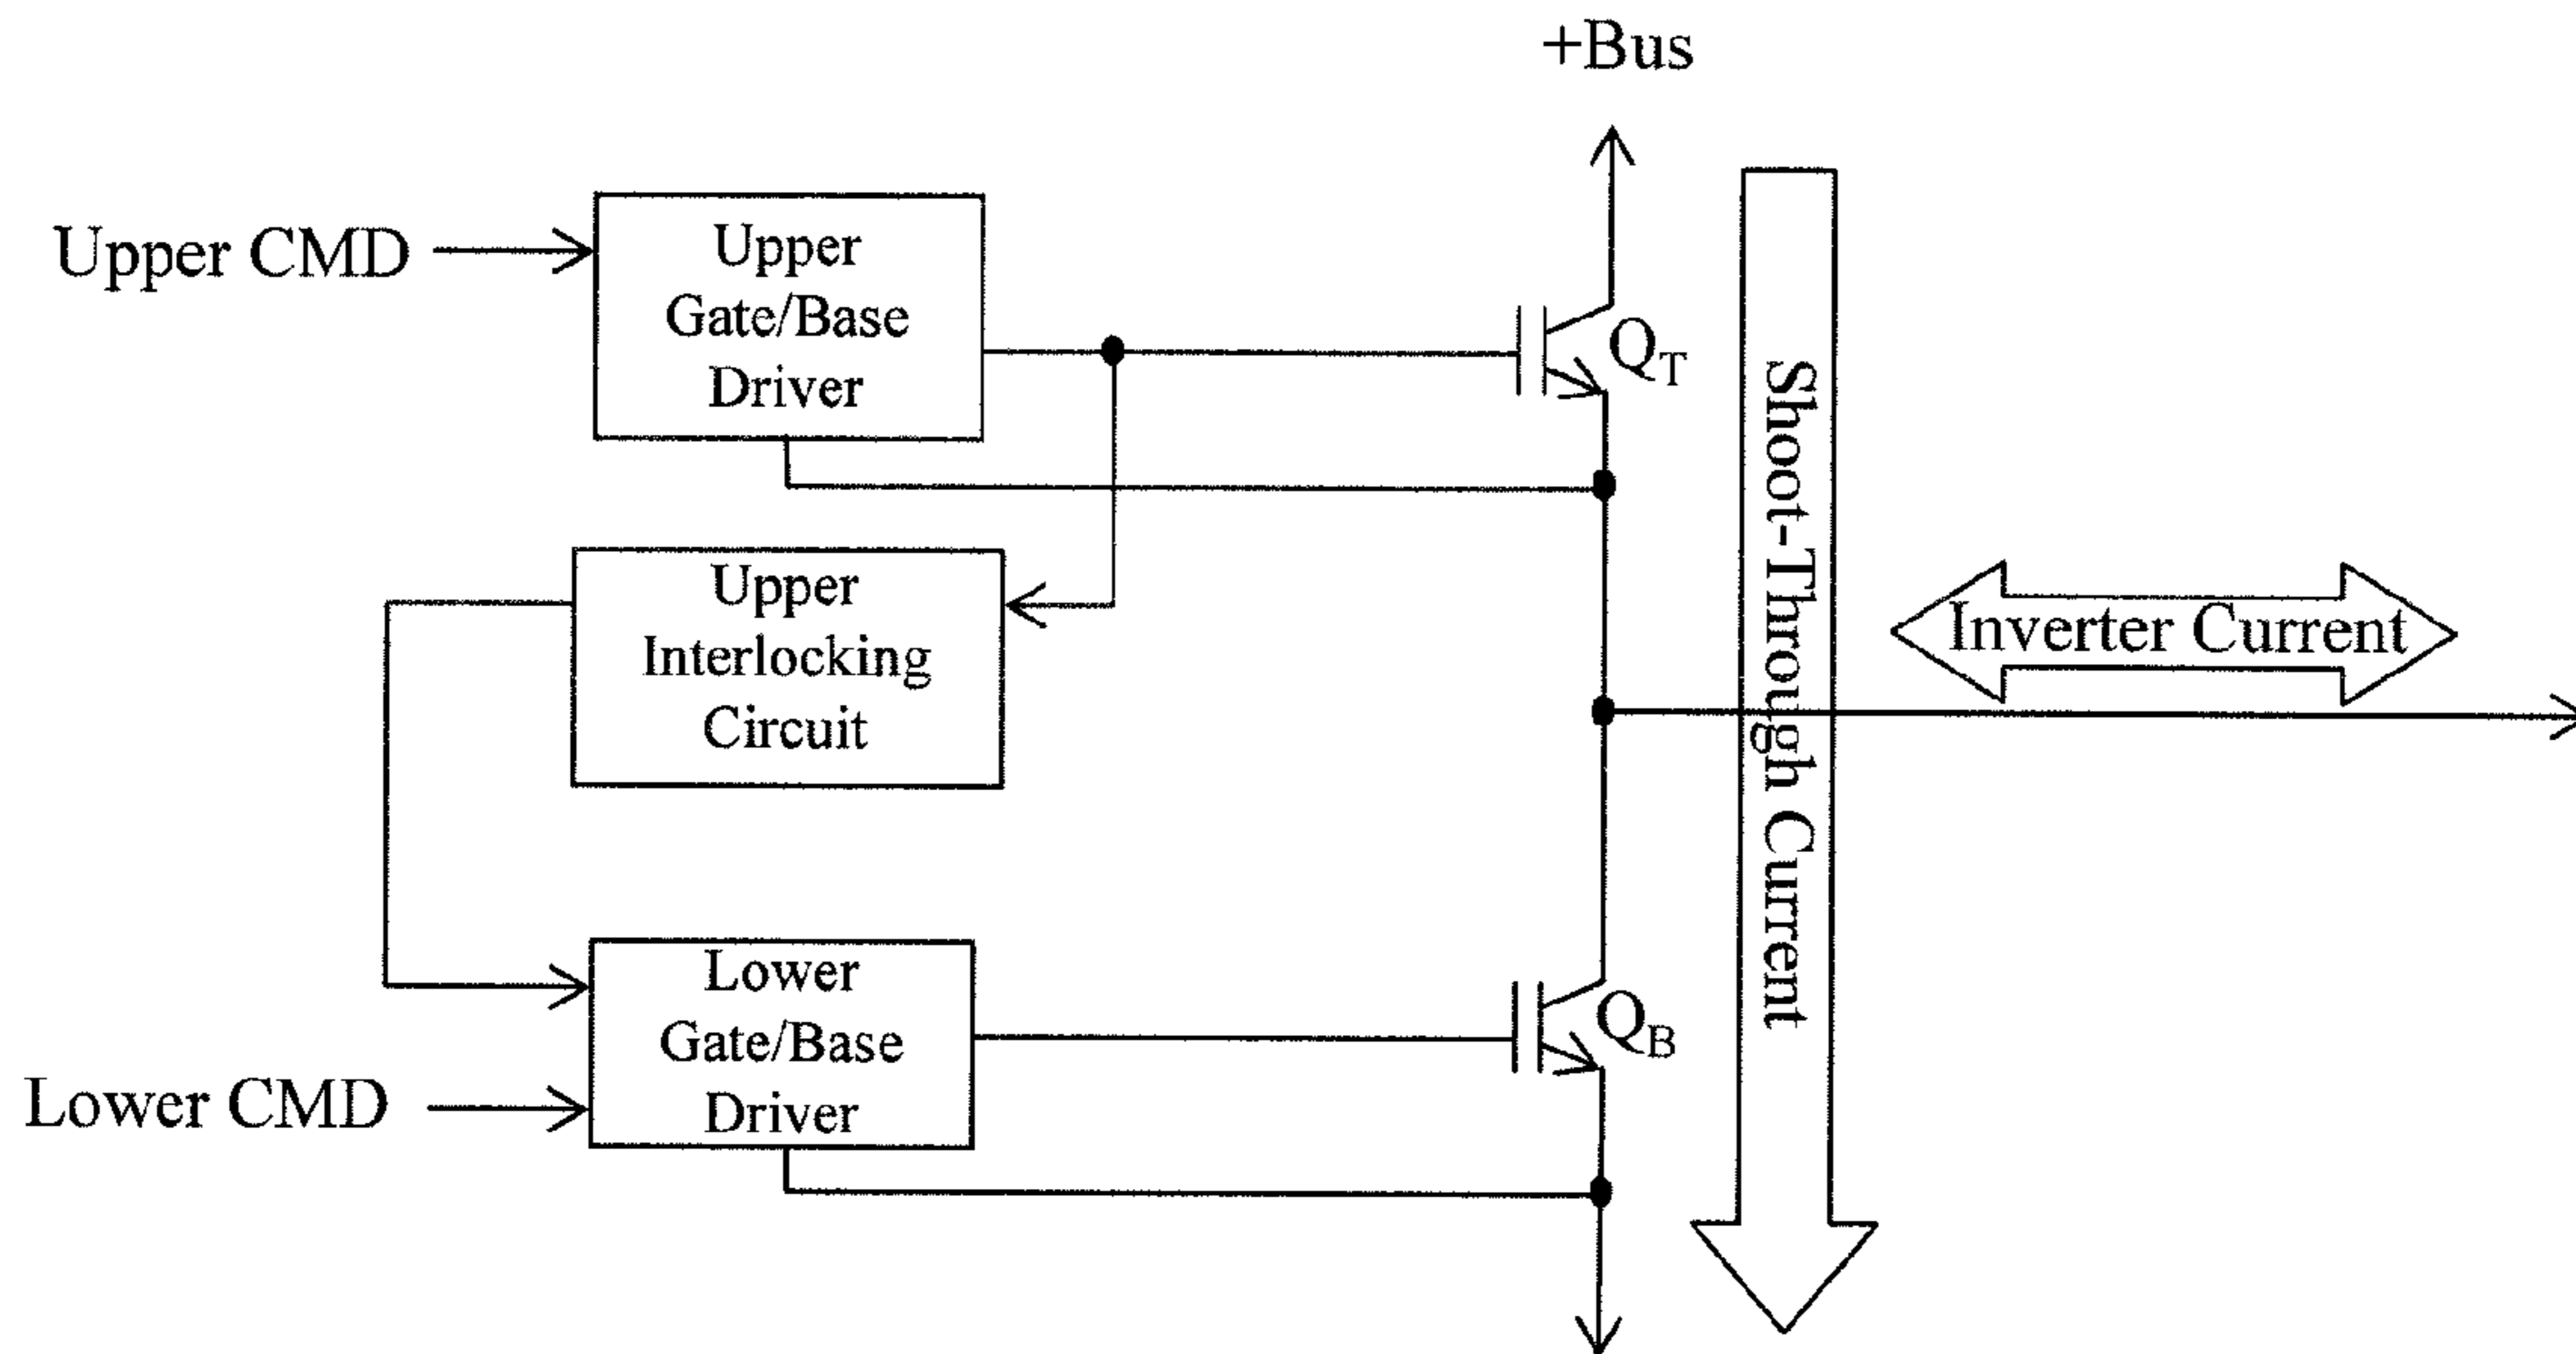 +Bus
Upper CMD
Upper
Gate/Base
Driver
QT
Upper
Interlocking
Circuit
Shoot-Through Current
Inverter Current
Lower
Gate/Base
Driver
QB
Lower CMD